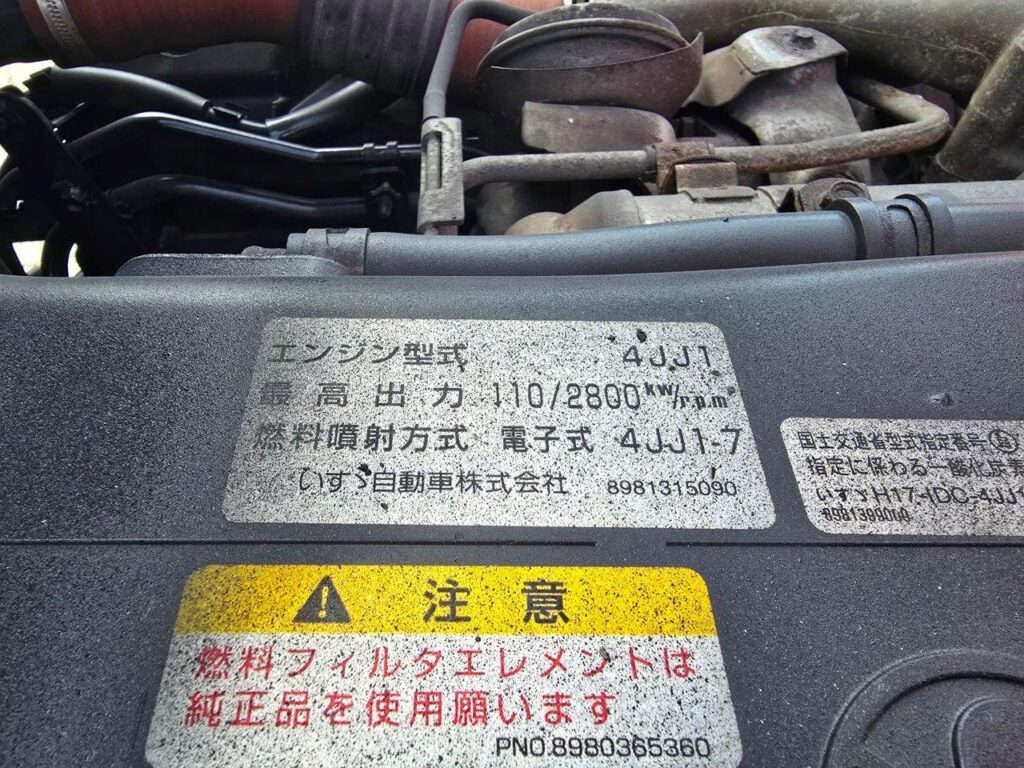 エンジン型式 4JJ1
最高出力 110/2800 kw/r.p.m
燃料噴射方式 電子式 4JJ1-7
いすゞ自動車株式会社 8981315090
国土交通省型式指定番号
指定に係わる一酸化炭素
いすゞH17-IDC-4JJ
⚠ 注意
燃料フィルタエレメントは
純正品を使用願います
PNO.8980365360